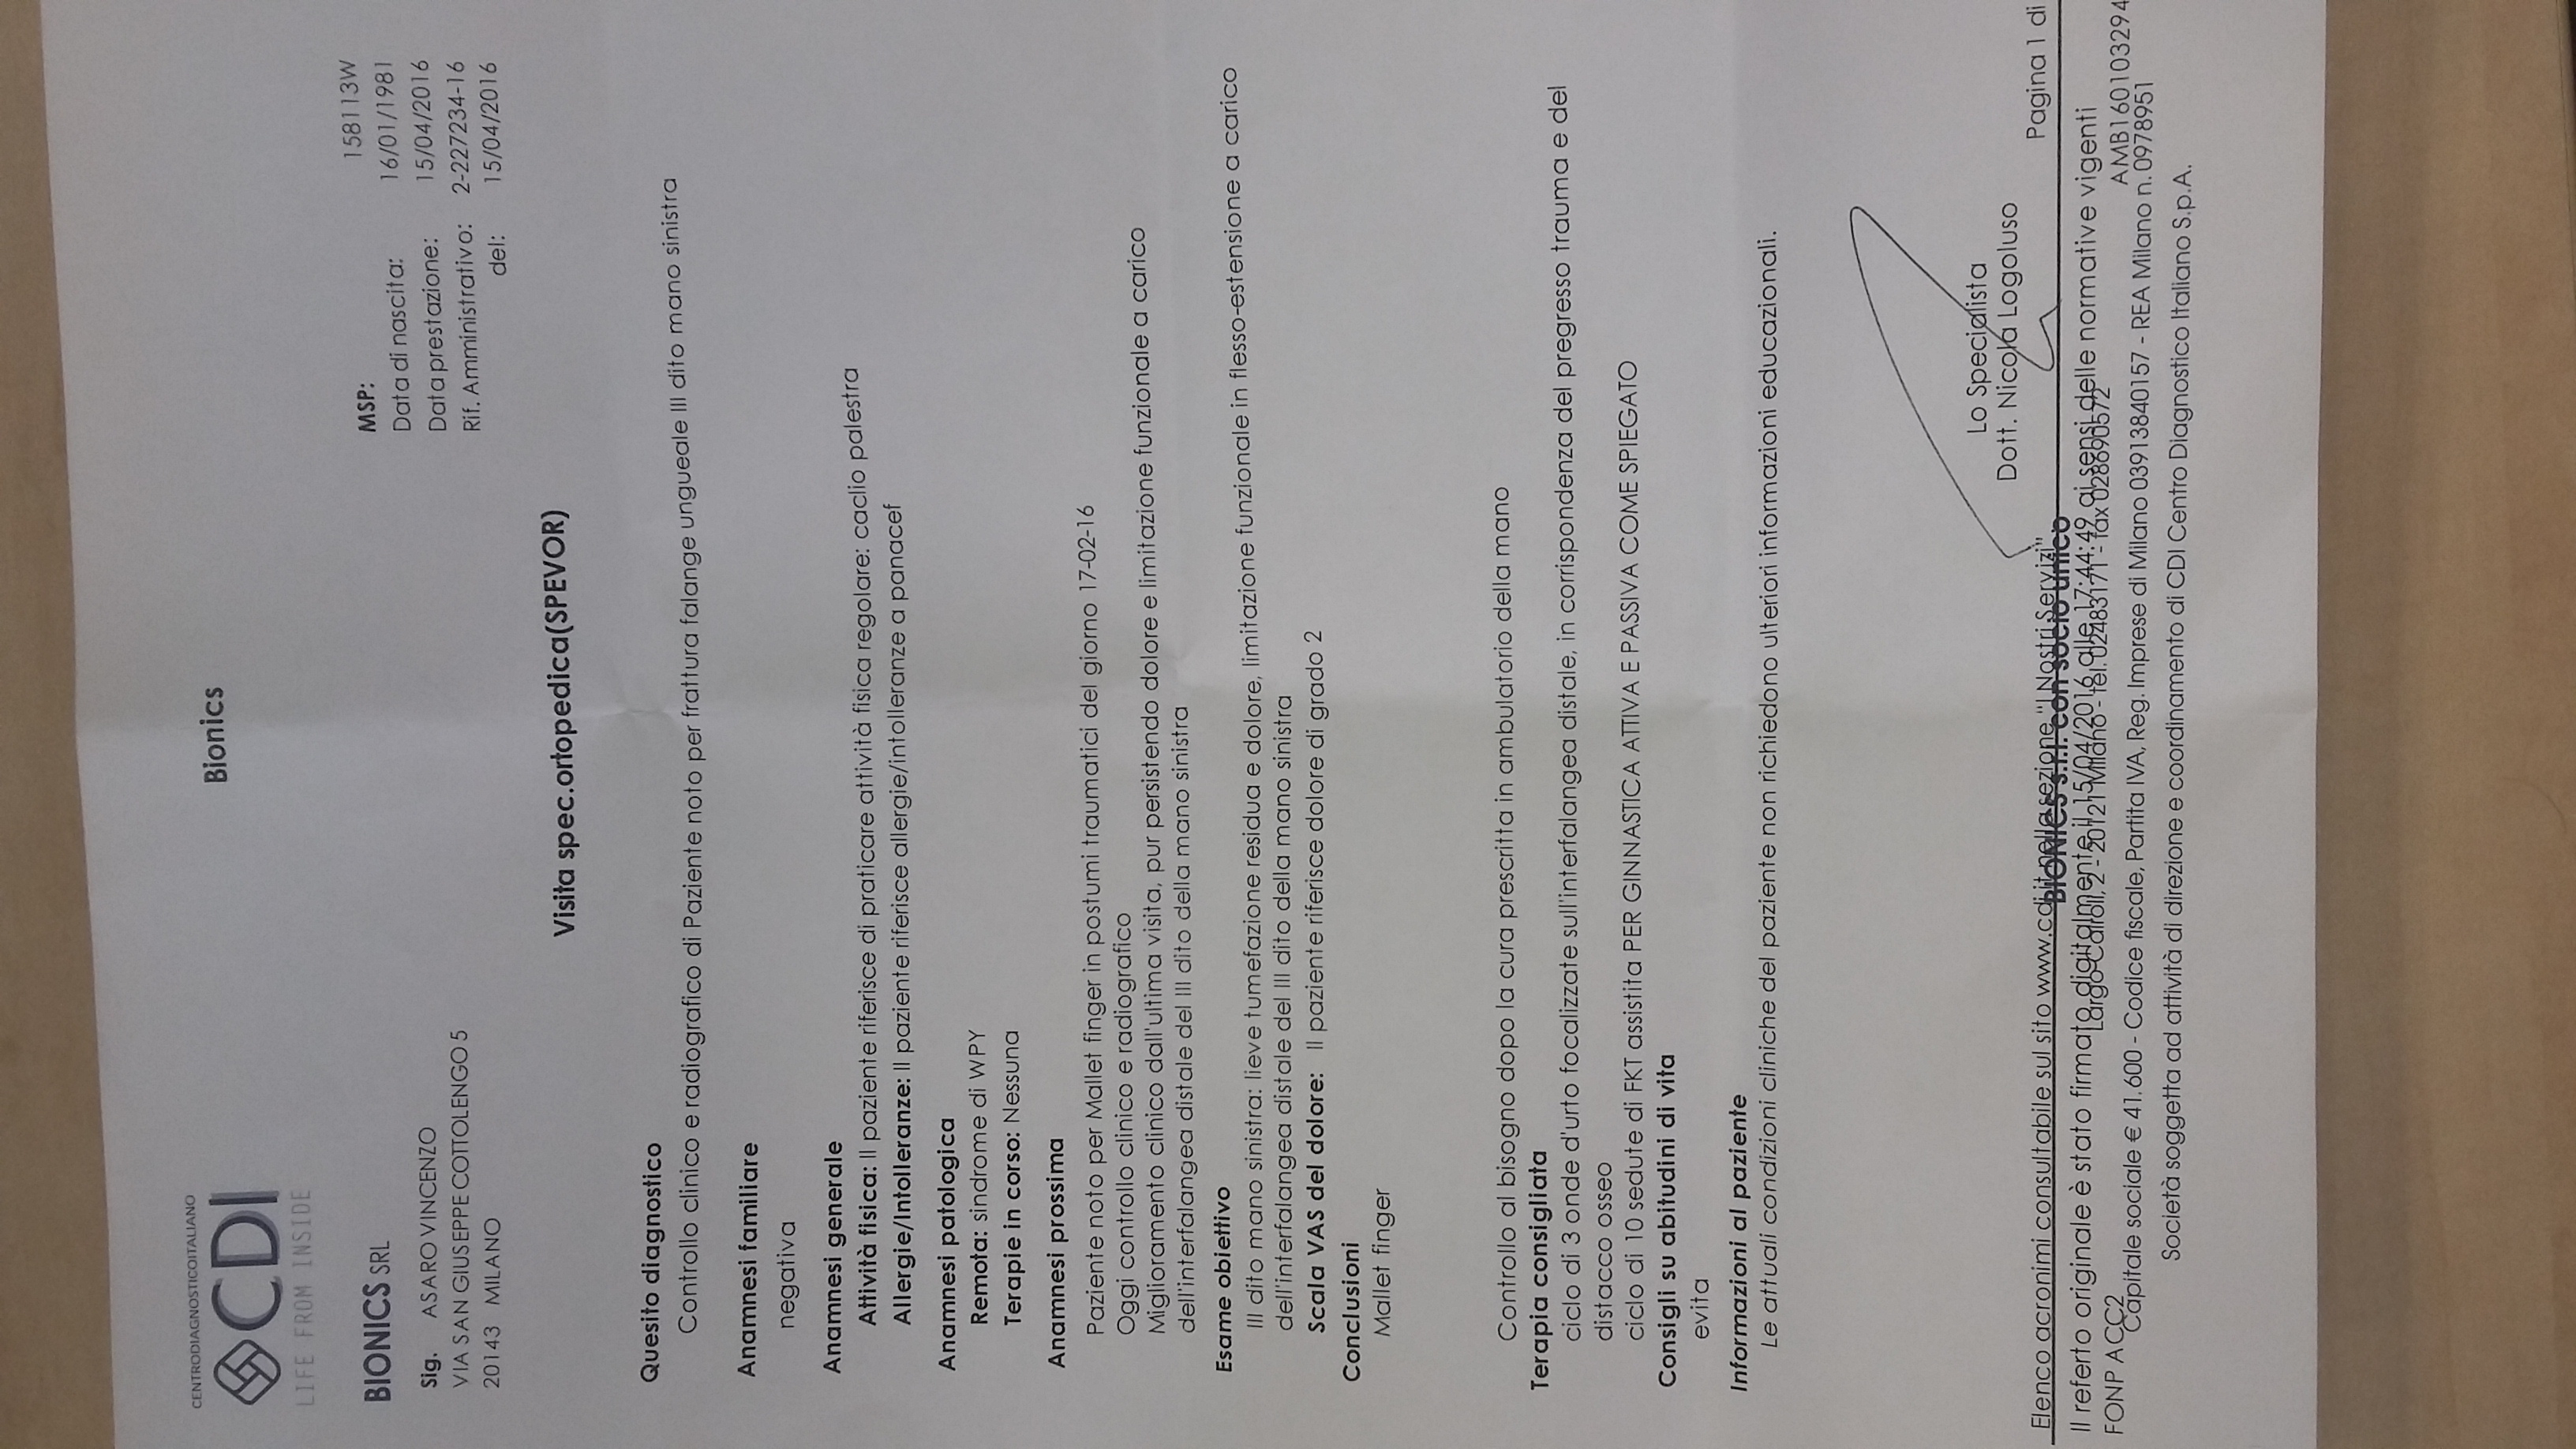 CENTRODIAGNOSTICOITALIANO
CDI
LIFE FROM INSIDE
Bionics
BIONICS SRL
Sig. ASARO VINCENZO
VIA SAN GIUSEPPE COTTOLENGO 5
20143 MILANO
MSP: 158113W
Data di nascita: 16/01/1981
Data prestazione: 15/04/2016
Rif. Amministrativo: 2-227234-16
del: 15/04/2016
Visita spec.ortopedica(SPEVOR)
Quesito diagnostico
Controllo clinico e radiografico di Paziente noto per frattura falange ungueale III dito mano sinistra
Anamnesi familiare
negativa
Anamnesi generale
Attività fisica: Il paziente riferisce di praticare attività fisica regolare: caclio palestra
Allergie/Intolleranze: Il paziente riferisce allergie/intolleranze a panacef
Anamnesi patologica
Remota: sindrome di WPY
Terapie in corso: Nessuna
Anamnesi prossima
Paziente noto per Mallet finger in postumi traumatici del giorno 17-02-16
Oggi controllo clinico e radiografico
Miglioramento clinico dall'ultima visita, pur persistendo dolore e limitazione funzionale a carico
dell'interfalangea distale del III dito della mano sinistra
Esame obiettivo
III dito mano sinistra: lieve tumefazione residua e dolore, limitazione funzionale in flesso-estensione a carico
dell'interfalangea distale del III dito della mano sinistra
Scala VAS del dolore: Il paziente riferisce dolore di grado 2
Conclusioni
Mallet finger
Controllo al bisogno dopo la cura prescritta in ambulatorio della mano
Terapia consigliata
ciclo di 3 onde d'urto focalizzate sull'interfalangea distale, in corrispondenza del pregresso trauma e del
distacco osseo
ciclo di 10 sedute di FKT assistita PER GINNASTICA ATTIVA E PASSIVA COME SPIEGATO
Consigli su abitudini di vita
evita
Informazioni al paziente
Le attuali condizioni cliniche del paziente non richiedono ulteriori informazioni educazionali.
Lo Specialista
Dott. Nicola Logoluso
Elenco acronimi consultabile sul sito www.cdi.it nella sezione "I Nostri Servizi".
Pagina 1 di
BIONICS s.r.l. con socio unico
Il referto originale è stato firmato digitalmente il 15/04/2016 alle 17:44:49 ai sensi delle normative vigenti
Largo Cairoli, 2 - 20121 Milano - tel. 02483171 - fax 028690572
FONP ACC2
AMB160103294
Capitale sociale € 41.600 - Codice fiscale, Partita IVA, Reg. Imprese di Milano 03913840157 - REA Milano n. 0978951
Società soggetta ad attività di direzione e coordinamento di CDI Centro Diagnostico Italiano S.p.A.